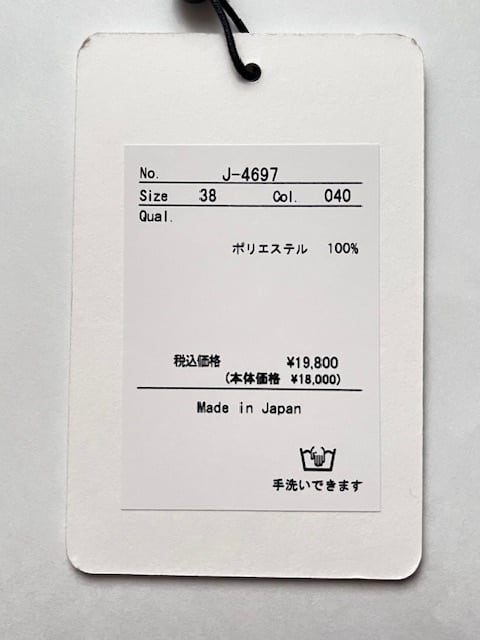 No. J-4697
Size 38 Col. 040
Qual.
ポリエステル 100%
税込価格 ¥19,800
(本体価格 ¥18,000)
Made in Japan
手洗いできます